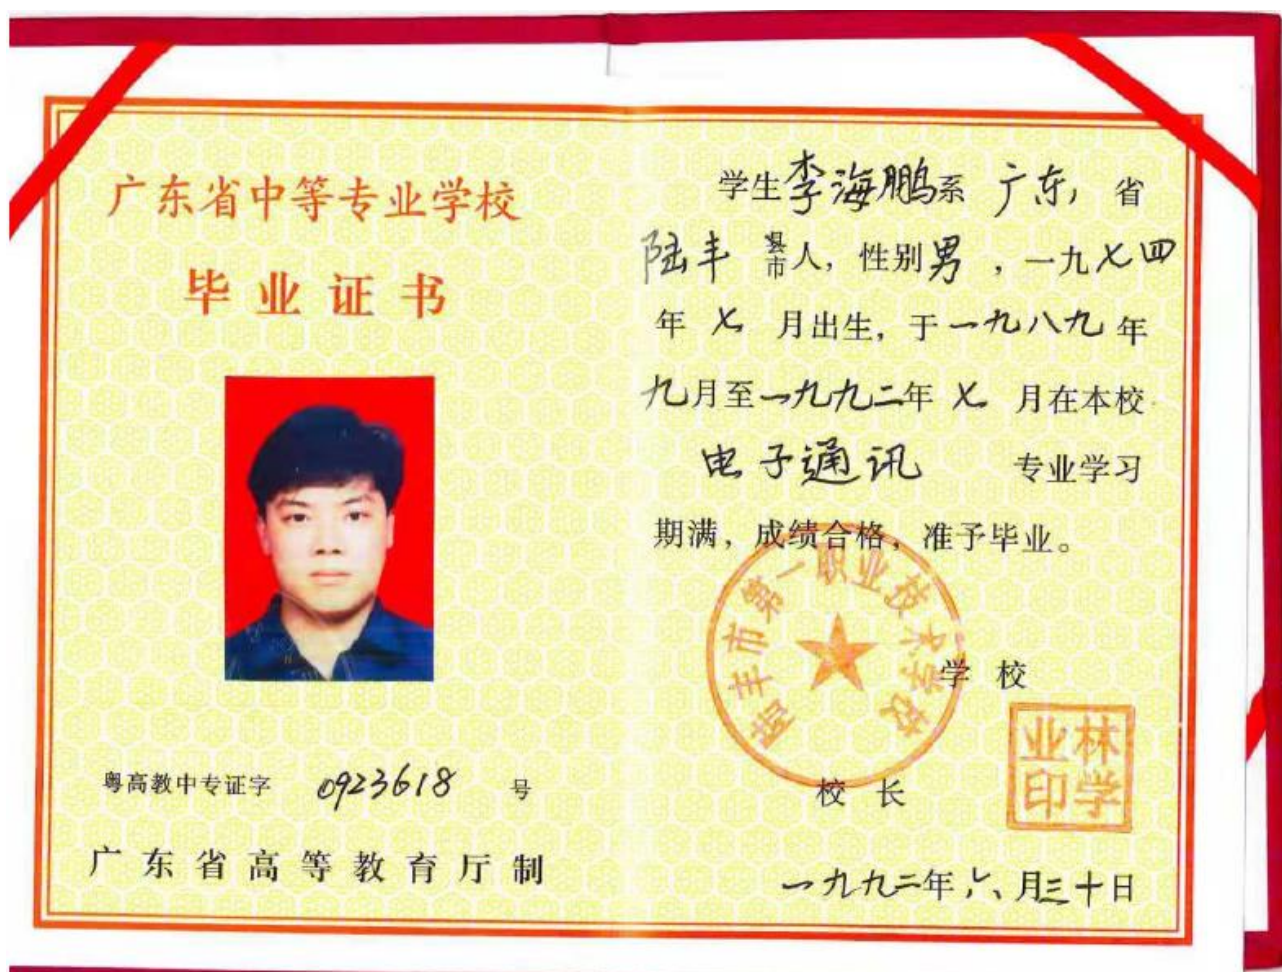 广东省中等专业学校
毕业证书
粤高教中专证字 0923618 号
广东省高等教育厅制
学生李海鹏系 广东 省
陆丰 县市人，性别男，一九七四
年 七 月出生，于一九八九年
九月至一九九二年 七 月在本校
电子通讯 专业学习
期满，成绩合格，准予毕业。
陆丰市第一职业技术学校
学校
林学业印
校长
一九九二年六月三十日